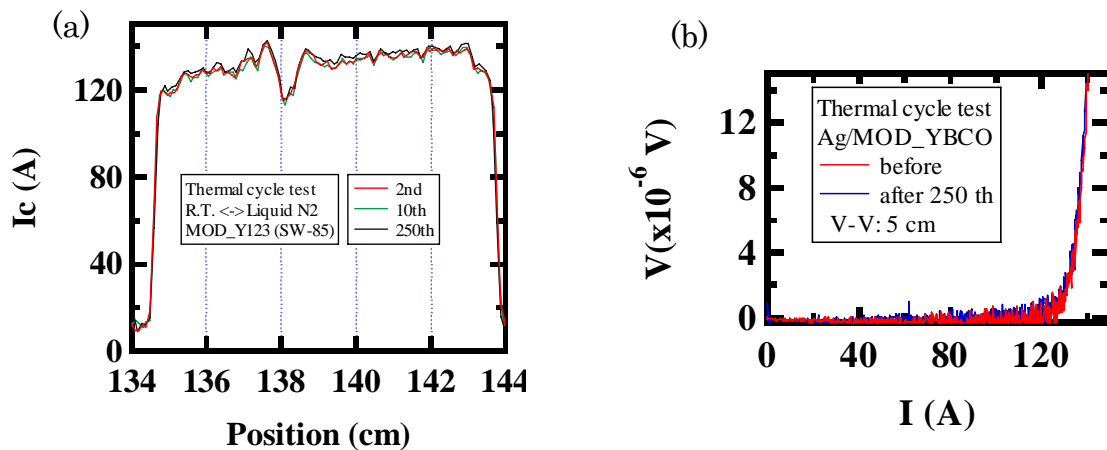 (a)
Ic (A)
120
80
40
0
Thermal cycle test
R.T. <->Liquid N2
MOD_Y123 (SW-85)
2nd
10th
250th
134 136 138 140 142 144
Position (cm)
(b)
V(x10⁻⁶ V)
12
8
4
0
Thermal cycle test
Ag/MOD_YBCO
before
after 250 th
V-V: 5 cm
0 40 80 120
I (A)